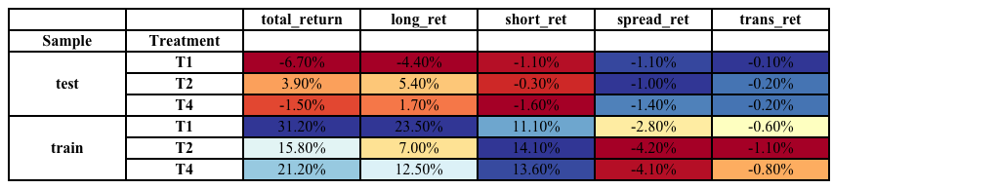 total_return long_ret short_ret spread_ret trans_ret
Sample Treatment
test T1 -6.70% -4.40% -1.10% -1.10% -0.10%
T2 3.90% 5.40% -0.30% -1.00% -0.20%
T4 -1.50% 1.70% -1.60% -1.40% -0.20%
train T1 31.20% 23.50% 11.10% -2.80% -0.60%
T2 15.80% 7.00% 14.10% -4.20% -1.10%
T4 21.20% 12.50% 13.60% -4.10% -0.80%